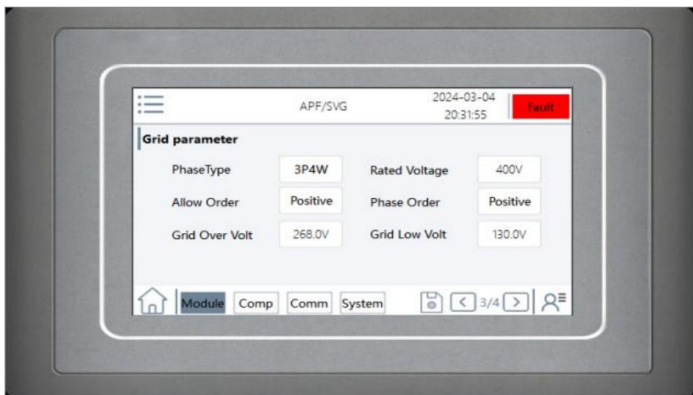 APF/SVG
2024-03-04
20:31:55
Fault
Grid parameter
PhaseType 3P4W Rated Voltage 400V
Allow Order Positive Phase Order Positive
Grid Over Volt 268.0V Grid Low Volt 130.0V
Module Comp Comm System 3/4